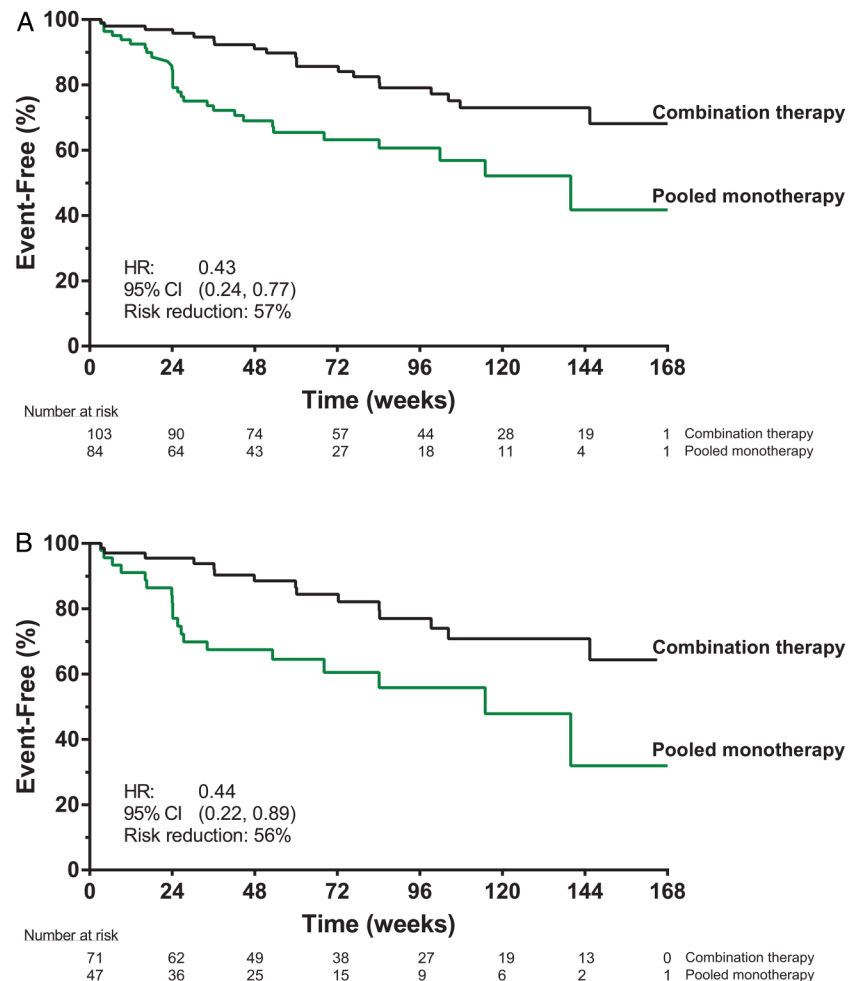 A
100
80
60
40
20
0
Event-Free (%)
Combination therapy
Pooled monotherapy
HR: 0.43
95% CI (0.24, 0.77)
Risk reduction: 57%
0 24 48 72 96 120 144 168
Time (weeks)
Number at risk
103 90 74 57 44 28 19 1 Combination therapy
84 64 43 27 18 11 4 1 Pooled monotherapy
B
100
80
60
40
20
0
Event-Free (%)
Combination therapy
Pooled monotherapy
HR: 0.44
95% CI (0.22, 0.89)
Risk reduction: 56%
0 24 48 72 96 120 144 168
Time (weeks)
Number at risk
71 62 49 38 27 19 13 0 Combination therapy
47 36 25 15 9 6 2 1 Pooled monotherapy